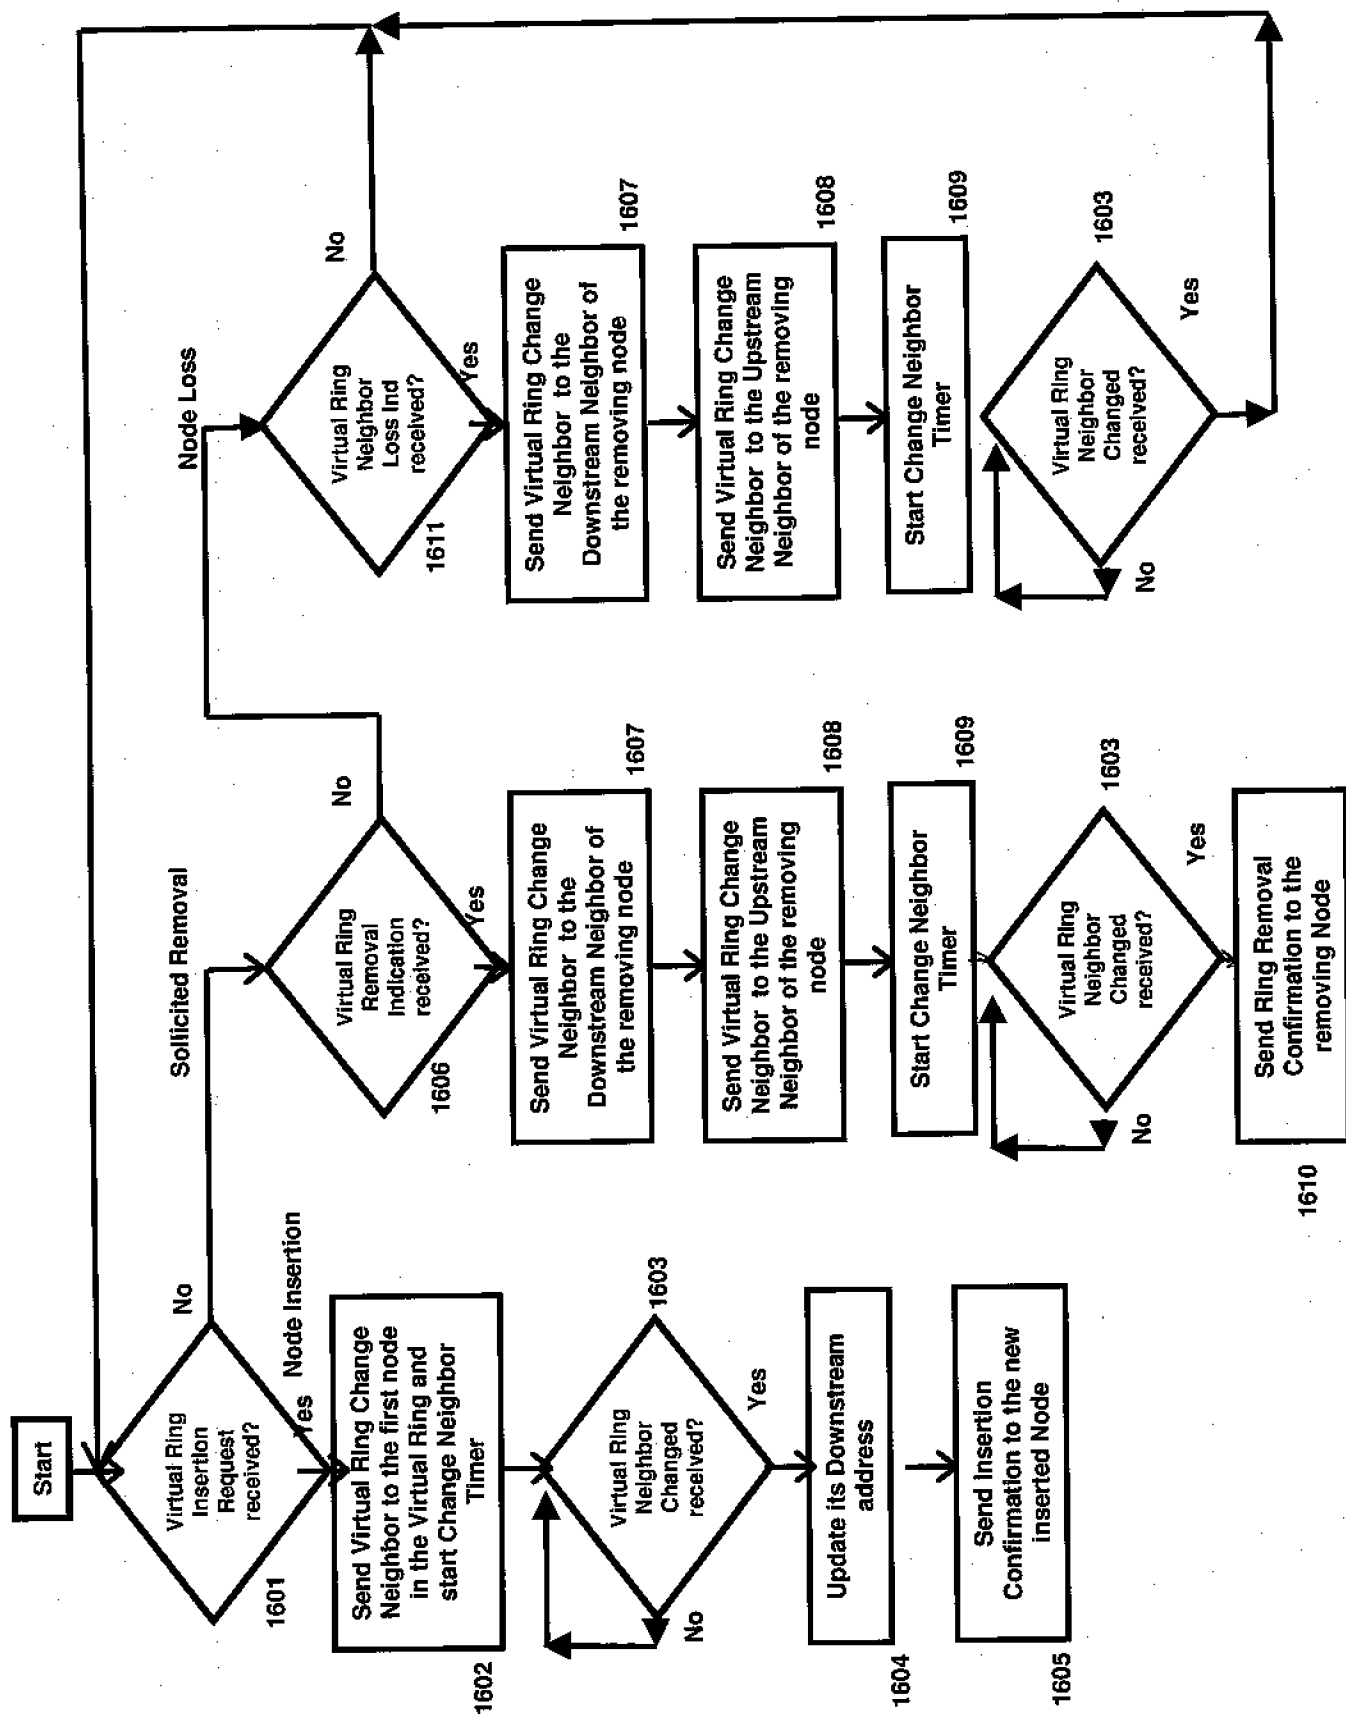 Start
Virtual Ring
Insertion
Request
received?
1601
No
Yes
Node Insertion
Send Virtual Ring Change
Neighbor to the first node
in the Virtual Ring and
start Change Neighbor
Timer
1602
Virtual Ring
Neighbor
Changed
received?
1603
No
Yes
Update its Downstream
address
1604
Send Insertion
Confirmation to the new
inserted Node
1605
Sollicited Removal
Virtual Ring
Removal
Indication
received?
1606
No
Yes
Send Virtual Ring Change
Neighbor to the
Downstream Neighbor of
the removing node
1607
Send Virtual Ring Change
Neighbor to the Upstream
Neighbor of the removing
node
1608
Start Change Neighbor
Timer
1609
Virtual Ring
Neighbor
Changed
received?
1603
No
Yes
Send Ring Removal
Confirmation to the
removing Node
1610
Node Loss
Virtual Ring
Neighbor
Loss Ind
received?
1611
No
Yes
Send Virtual Ring Change
Neighbor to the
Downstream Neighbor of
the removing node
1607
Send Virtual Ring Change
Neighbor to the Upstream
Neighbor of the removing
node
1608
Start Change Neighbor
Timer
1609
Virtual Ring
Neighbor
Changed
received?
1603
No
Yes